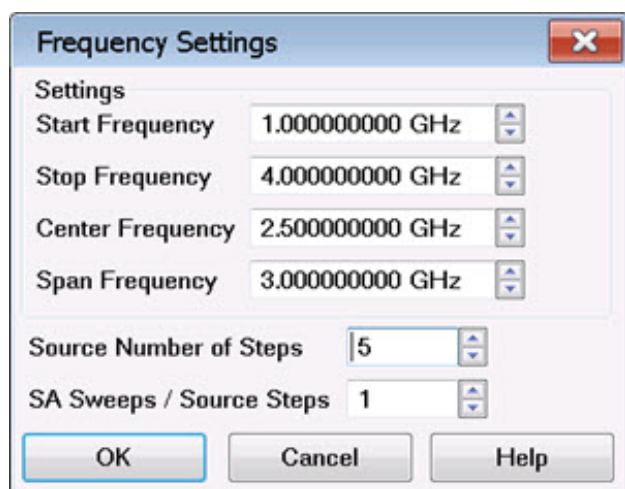 Frequency Settings
Settings
Start Frequency 1.000000000 GHz
Stop Frequency 4.000000000 GHz
Center Frequency 2.500000000 GHz
Span Frequency 3.000000000 GHz
Source Number of Steps 5
SA Sweeps / Source Steps 1
OK Cancel Help